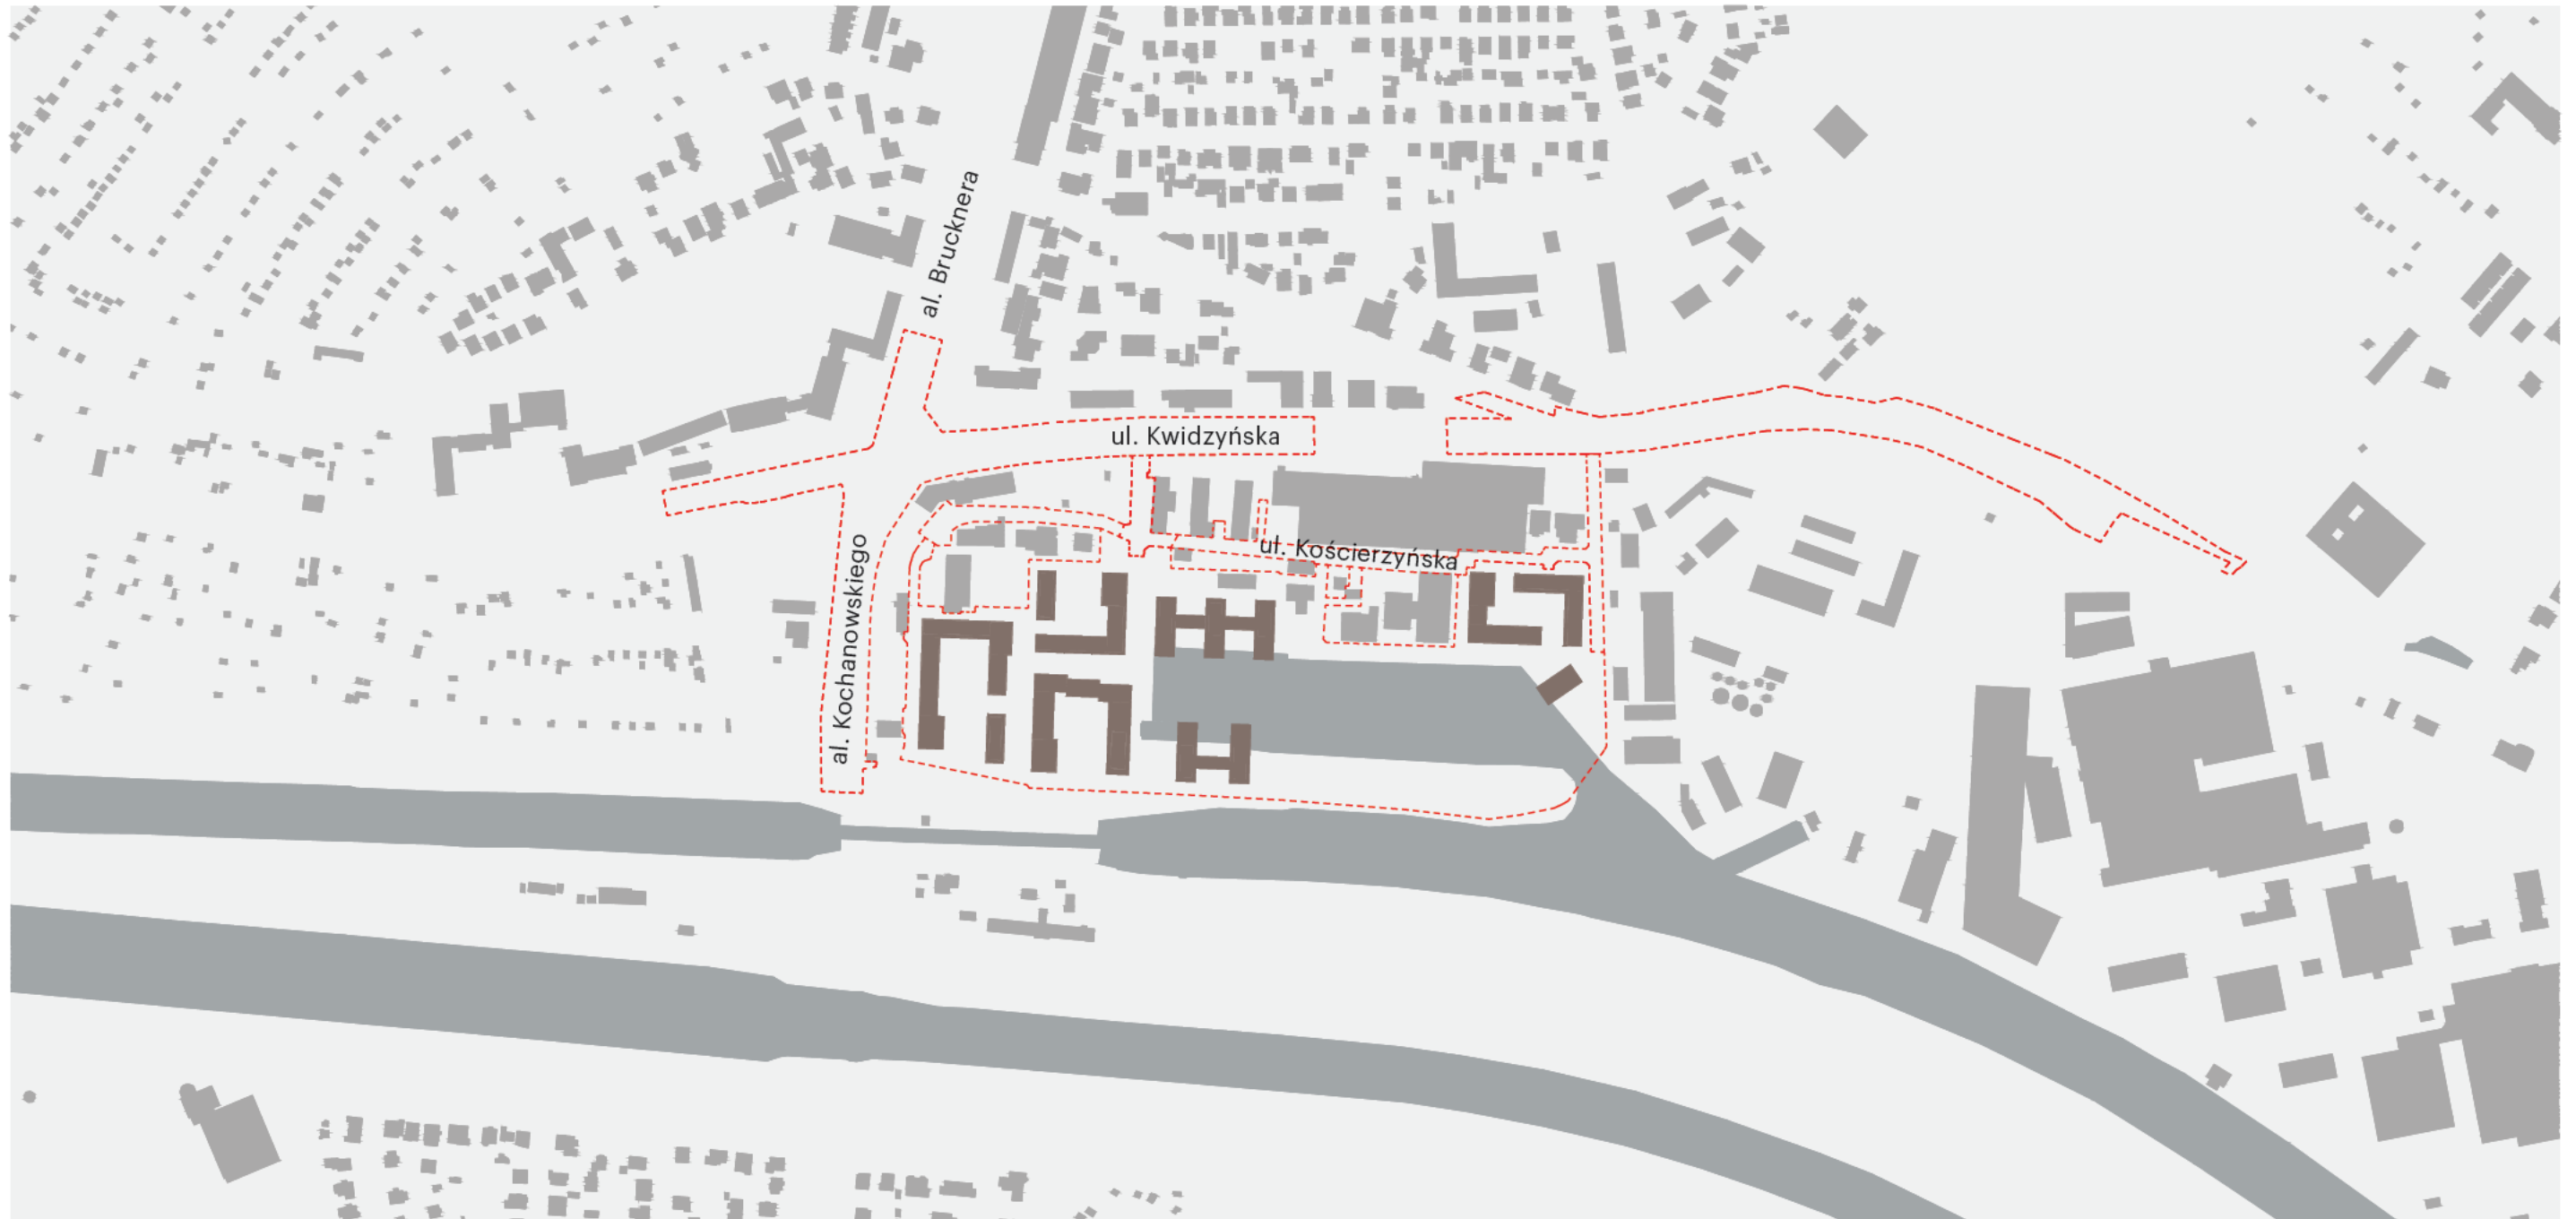 al. Brucknera
ul. Kwidzyńska
ul. Kościerzyńska
al. Kochanowskiego